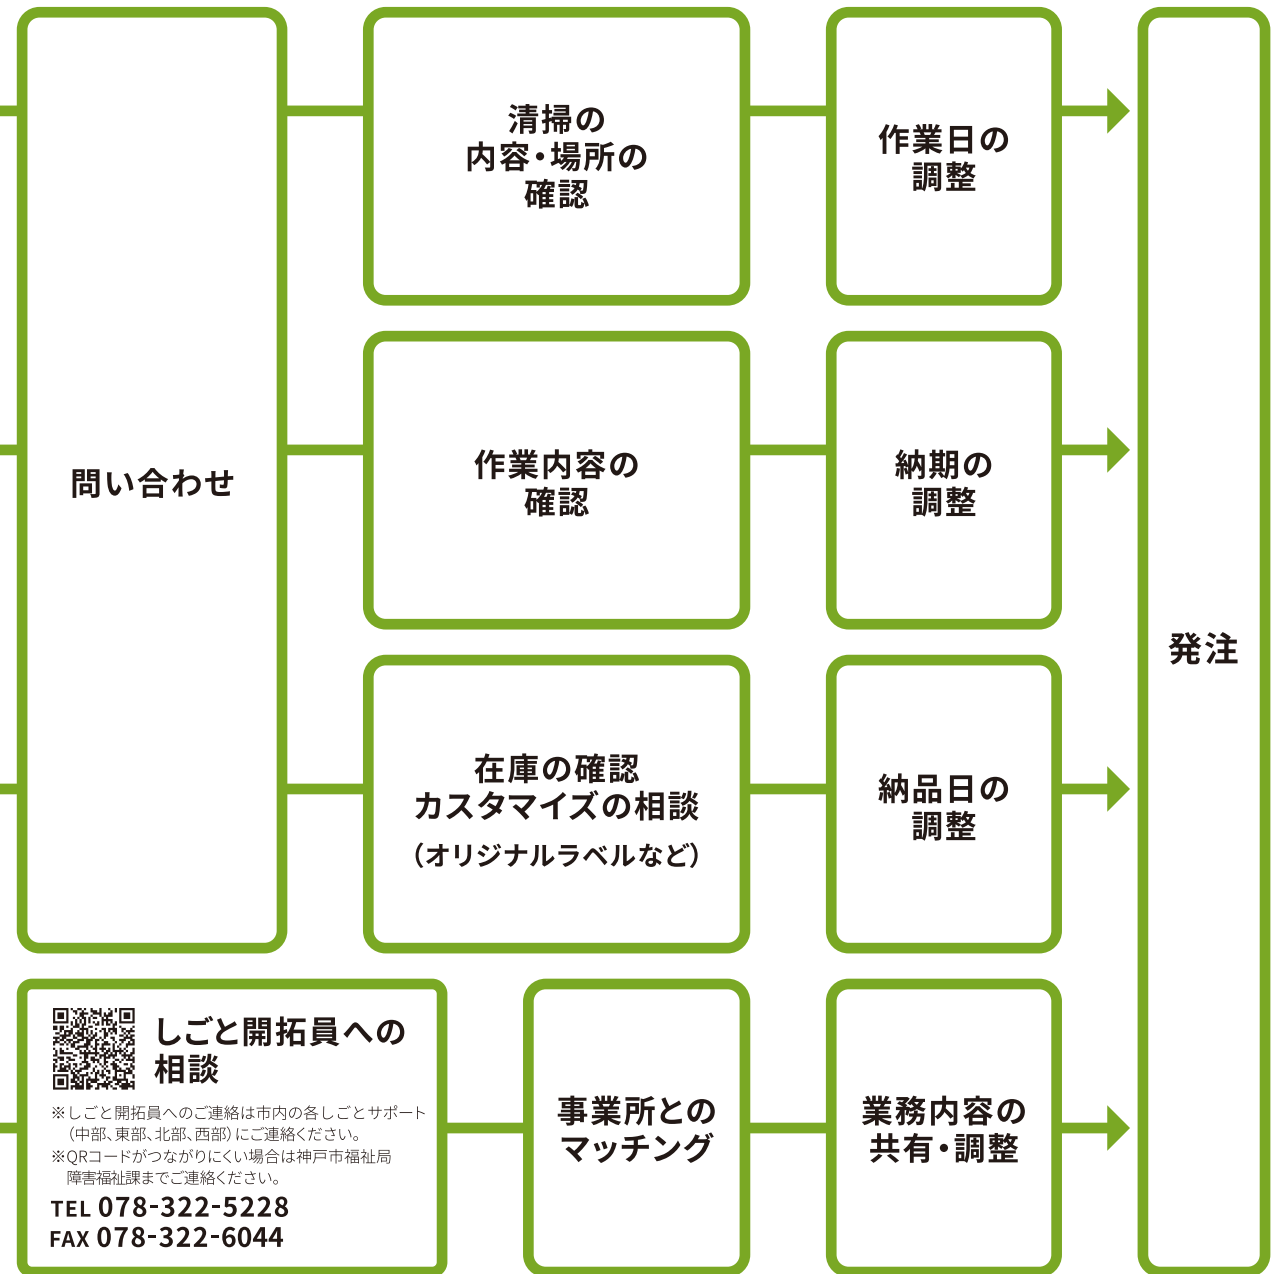 問い合わせ
清掃の
内容・場所の
確認
作業日の
調整
作業内容の
確認
納期の
調整
在庫の確認
カスタマイズの相談
（オリジナルラベルなど）
納品日の
調整
発注
しごと開拓員への
相談
※しごと開拓員へのご連絡は市内の各しごとサポート
（中部、東部、北部、西部）にご連絡ください。
※QRコードがつながりにくい場合は神戸市福祉局
障害福祉課までご連絡ください。
TEL 078-322-5228
FAX 078-322-6044
事業所との
マッチング
業務内容の
共有・調整